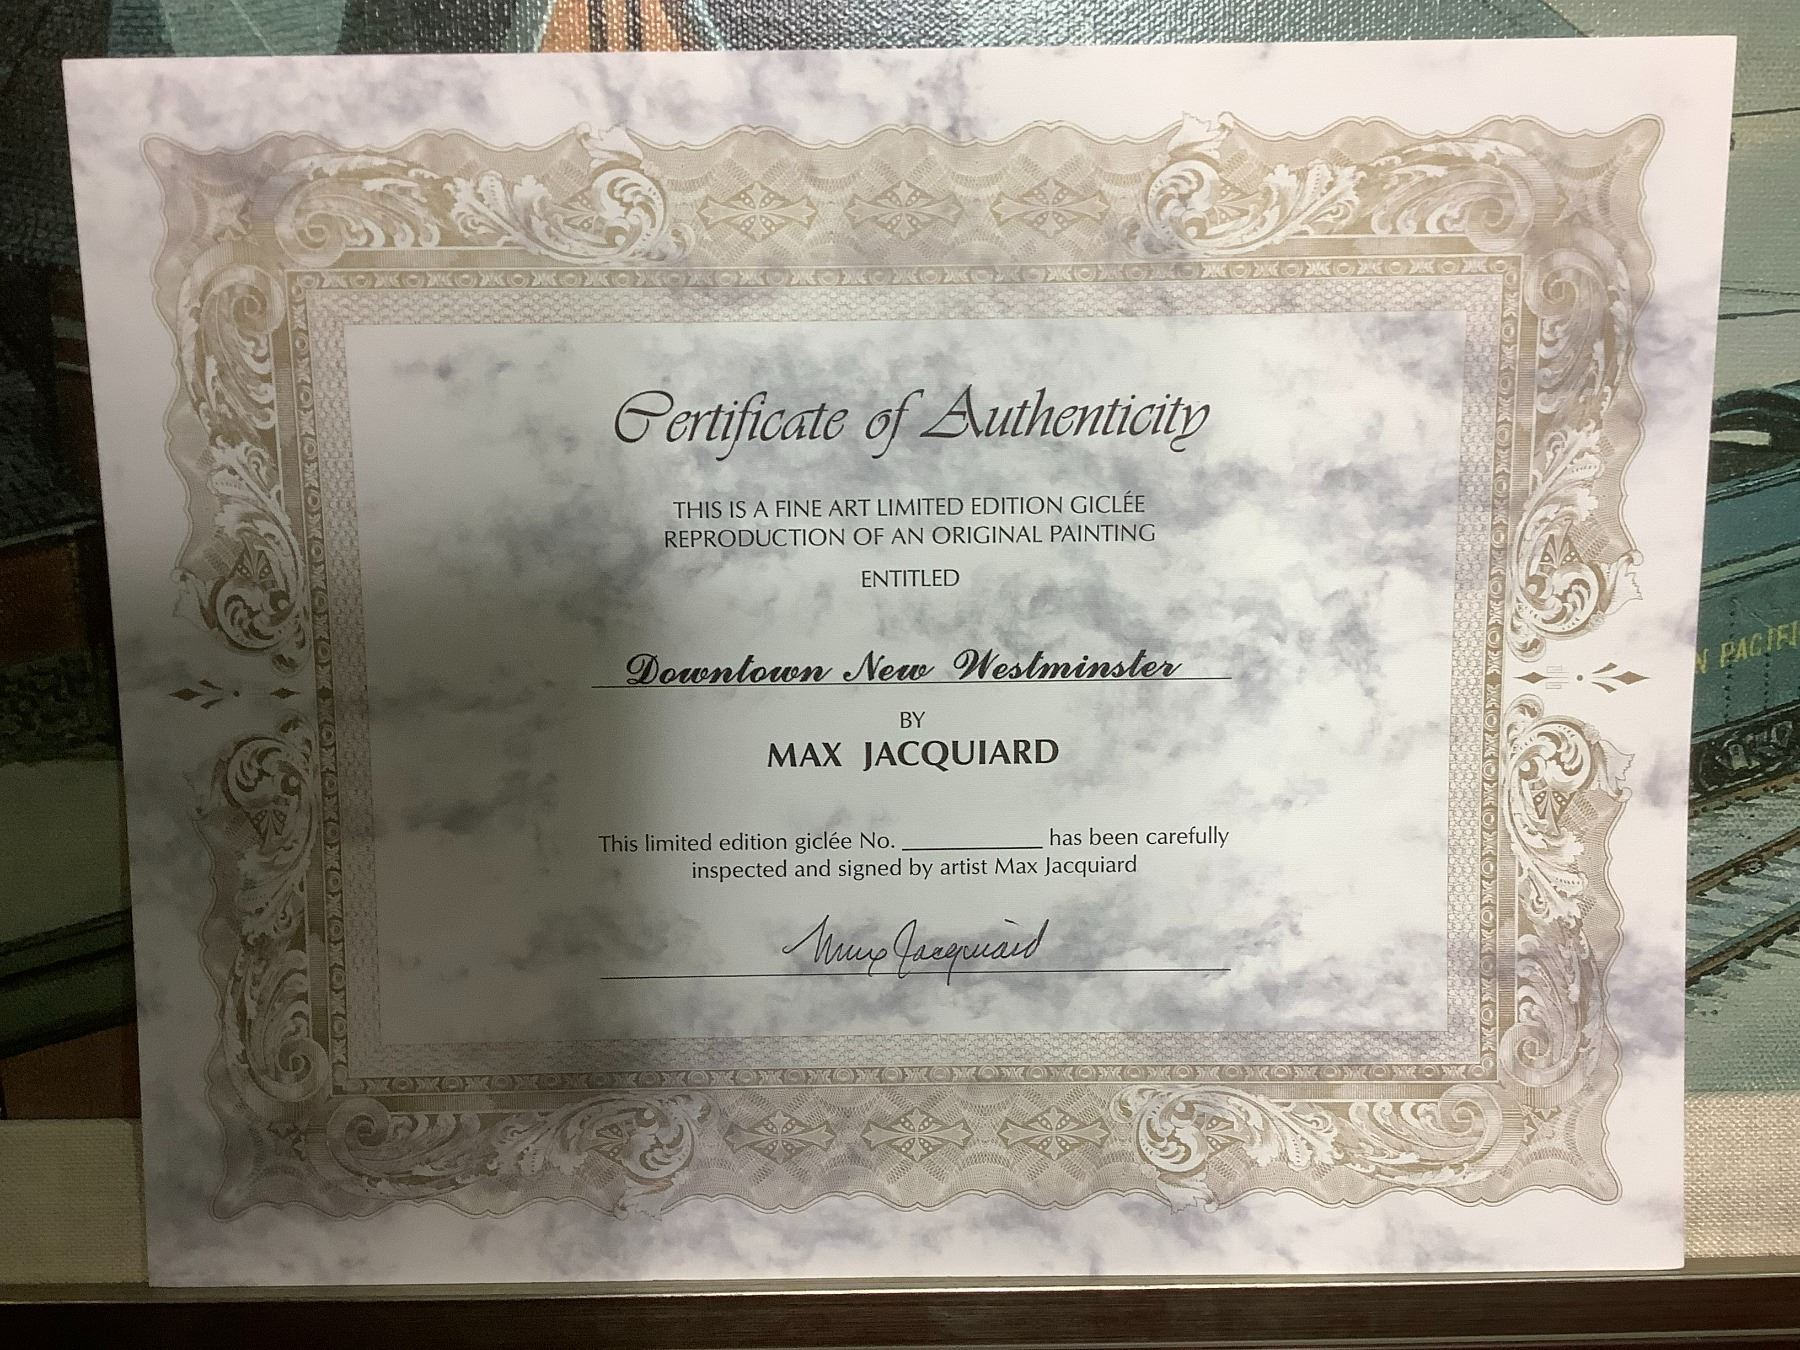 Certificate of Authenticity
THIS IS A FINE ART LIMITED EDITION GICLÉE
REPRODUCTION OF AN ORIGINAL PAINTING
ENTITLED
Downtown New Westminster
BY
MAX JACQUIARD
This limited edition giclée No. __________ has been carefully
inspected and signed by artist Max Jacquiard
Max Jacquiard
N PACIFI